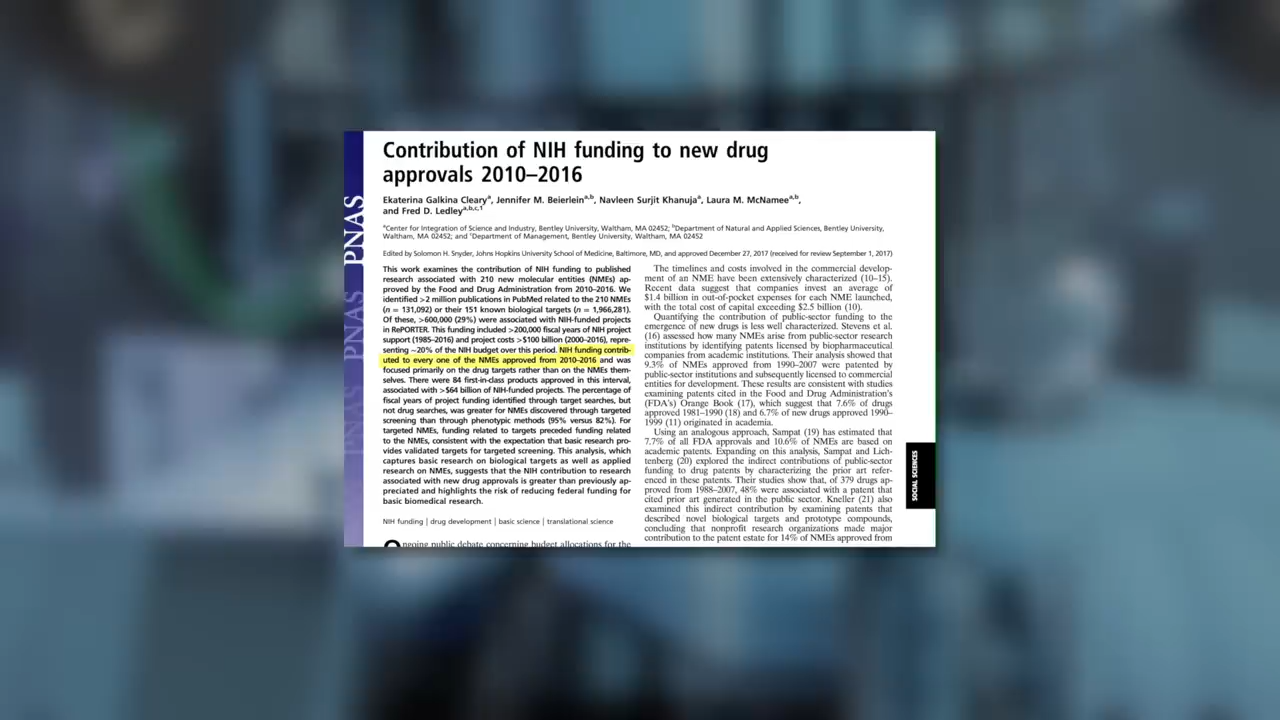 PNAS
PNAS
PNAS
Contribution of NIH funding to new drug
approvals 2010–2016
Ekaterina Galkina Clearyᵃ, Jennifer M. Beierleinᵃ,ᵇ, Navleen Surjit Khanujaᵃ, Laura M. McNameeᵃ,ᵇ,
and Fred D. Ledleyᵃ,ᵇ,ᶜ,¹
ᵃCenter for Integration of Science and Industry, Bentley University, Waltham, MA 02452; ᵇDepartment of Natural and Applied Sciences, Bentley University,
Waltham, MA 02452; and ᶜDepartment of Management, Bentley University, Waltham, MA 02452
Edited by Solomon H. Snyder, Johns Hopkins University School of Medicine, Baltimore, MD, and approved December 27, 2017 (received for review September 1, 2017)
This work examines the contribution of NIH funding to published
research associated with 210 new molecular entities (NMEs) ap-
proved by the Food and Drug Administration from 2010–2016. We
identified >2 million publications in PubMed related to the 210 NMEs
(n = 131,092) or their 151 known biological targets (n = 1,966,281).
Of these, >600,000 (29%) were associated with NIH-funded projects
in RePORTER. This funding included >200,000 fiscal years of NIH project
support (1985–2016) and project costs >$100 billion (2000–2016), repre-
senting ~20% of the NIH budget over this period. NIH funding contrib-
uted to every one of the NMEs approved from 2010–2016 and was
focused primarily on the drug targets rather than on the NMEs them-
selves. There were 84 first-in-class products approved in this interval,
associated with >$64 billion of NIH-funded projects. The percentage of
fiscal years of project funding identified through target searches, but
not drug searches, was greater for NMEs discovered through targeted
screening than through phenotypic methods (95% versus 82%). For
targeted NMEs, funding related to targets preceded funding related
to the NMEs, consistent with the expectation that basic research pro-
vides validated targets for targeted screening. This analysis, which
captures basic research on biological targets as well as applied
research on NMEs, suggests that the NIH contribution to research
associated with new drug approvals is greater than previously ap-
preciated and highlights the risk of reducing federal funding for
basic biomedical research.
NIH funding | drug development | basic science | translational science
Ongoing public debate concerning budget allocations for the
The timelines and costs involved in the commercial develop-
ment of an NME have been extensively characterized (10–15).
Recent data suggest that companies invest an average of
$1.4 billion in out-of-pocket expenses for each NME launched,
with the total cost of capital exceeding $2.5 billion (10).
Quantifying the contribution of public-sector funding to the
emergence of new drugs is less well characterized. Stevens et al.
(16) assessed how many NMEs arise from public-sector research
institutions by identifying patents licensed by biopharmaceutical
companies from academic institutions. Their analysis showed that
9.3% of NMEs approved from 1990–2007 were patented by
public-sector institutions and subsequently licensed to commercial
entities for development. These results are consistent with studies
examining patents cited in the Food and Drug Administration's
(FDA's) Orange Book (17), which suggest that 7.6% of drugs
approved 1981–1990 (18) and 6.7% of new drugs approved 1990–
1999 (11) originated in academia.
Using an analogous approach, Sampat (19) has estimated that
7.7% of all FDA approvals and 10.6% of NMEs are based on
academic patents. Expanding on this analysis, Sampat and Lich-
tenberg (20) explored the indirect contributions of public-sector
funding to drug patents by characterizing the prior art refer-
enced in these patents. Their studies show that, of 379 drugs ap-
proved from 1988–2007, 48% were associated with a patent that
cited prior art generated in the public sector. Kneller (21) also
examined this indirect contribution by examining patents that
described novel biological targets and prototype compounds,
concluding that nonprofit research organizations made major
contribution to the patent estate for 14% of NMEs approved from
SOCIAL SCIENCES